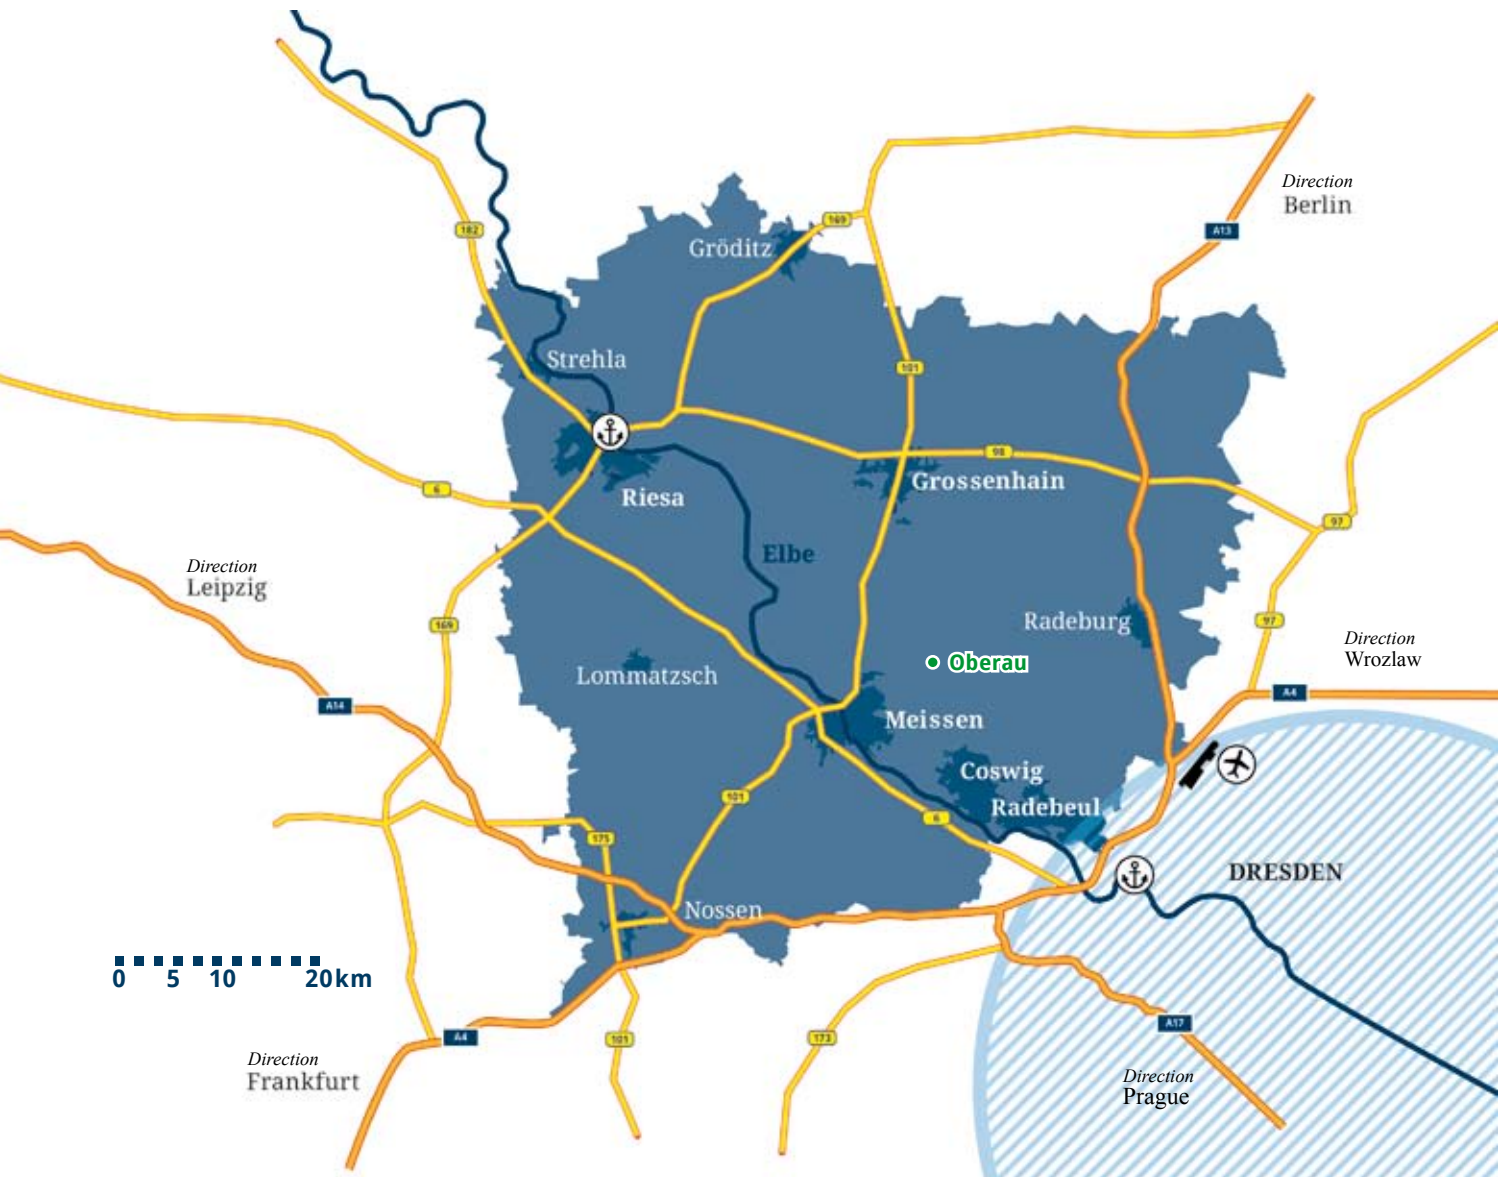 Direction
Berlin
A13
169
182
Gröditz
Strehla
101
98
Grossenhain
6
Riesa
97
Elbe
Direction
Leipzig
169
Radeburg
97
Direction
Wrozlaw
Oberau
Lommatzsch
A14
A4
Meissen
Coswig
101
Radebeul
6
175
DRESDEN
Nossen
0 5 10 20km
A4
101
173
A17
Direction
Frankfurt
Direction
Prague